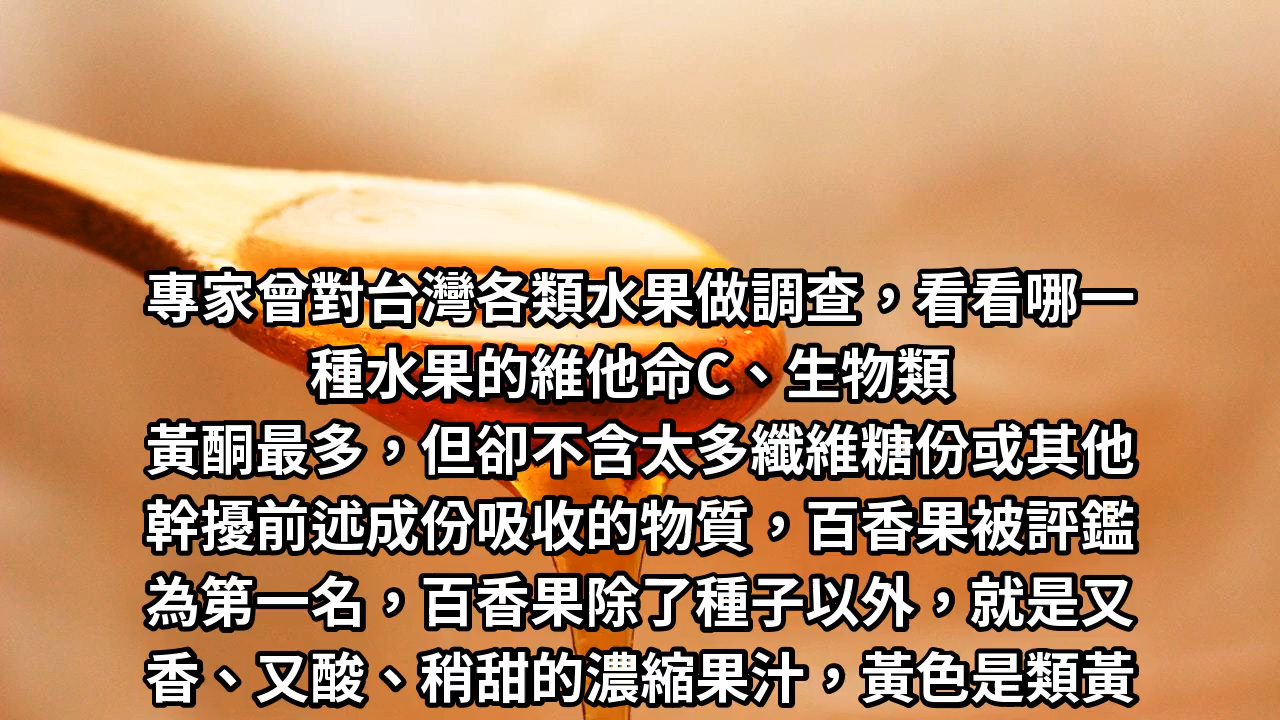 專家曾對台灣各類水果做調查，看看哪一
種水果的維他命C、生物類
黃酮最多，但卻不含太多纖維糖份或其他
幹擾前述成份吸收的物質，百香果被評鑑
為第一名，百香果除了種子以外，就是又
香、又酸、稍甜的濃縮果汁，黃色是類黃